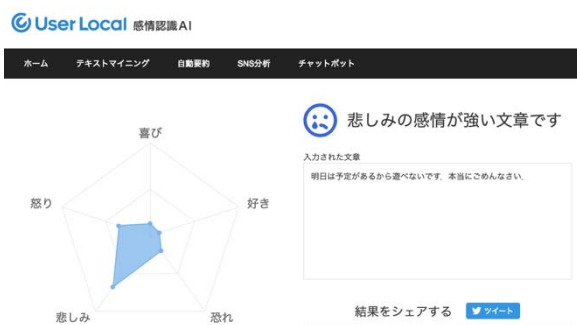 User Local 感情認識AI
ホーム テキストマイニング 自動要約 SNS分析 チャットボット
悲しみの感情が強い文章です
喜び
入力された文章
明日は予定があるから遊べないです。本当にごめんなさい。
怒り
好き
悲しみ
恐れ
結果をシェアする ツイート